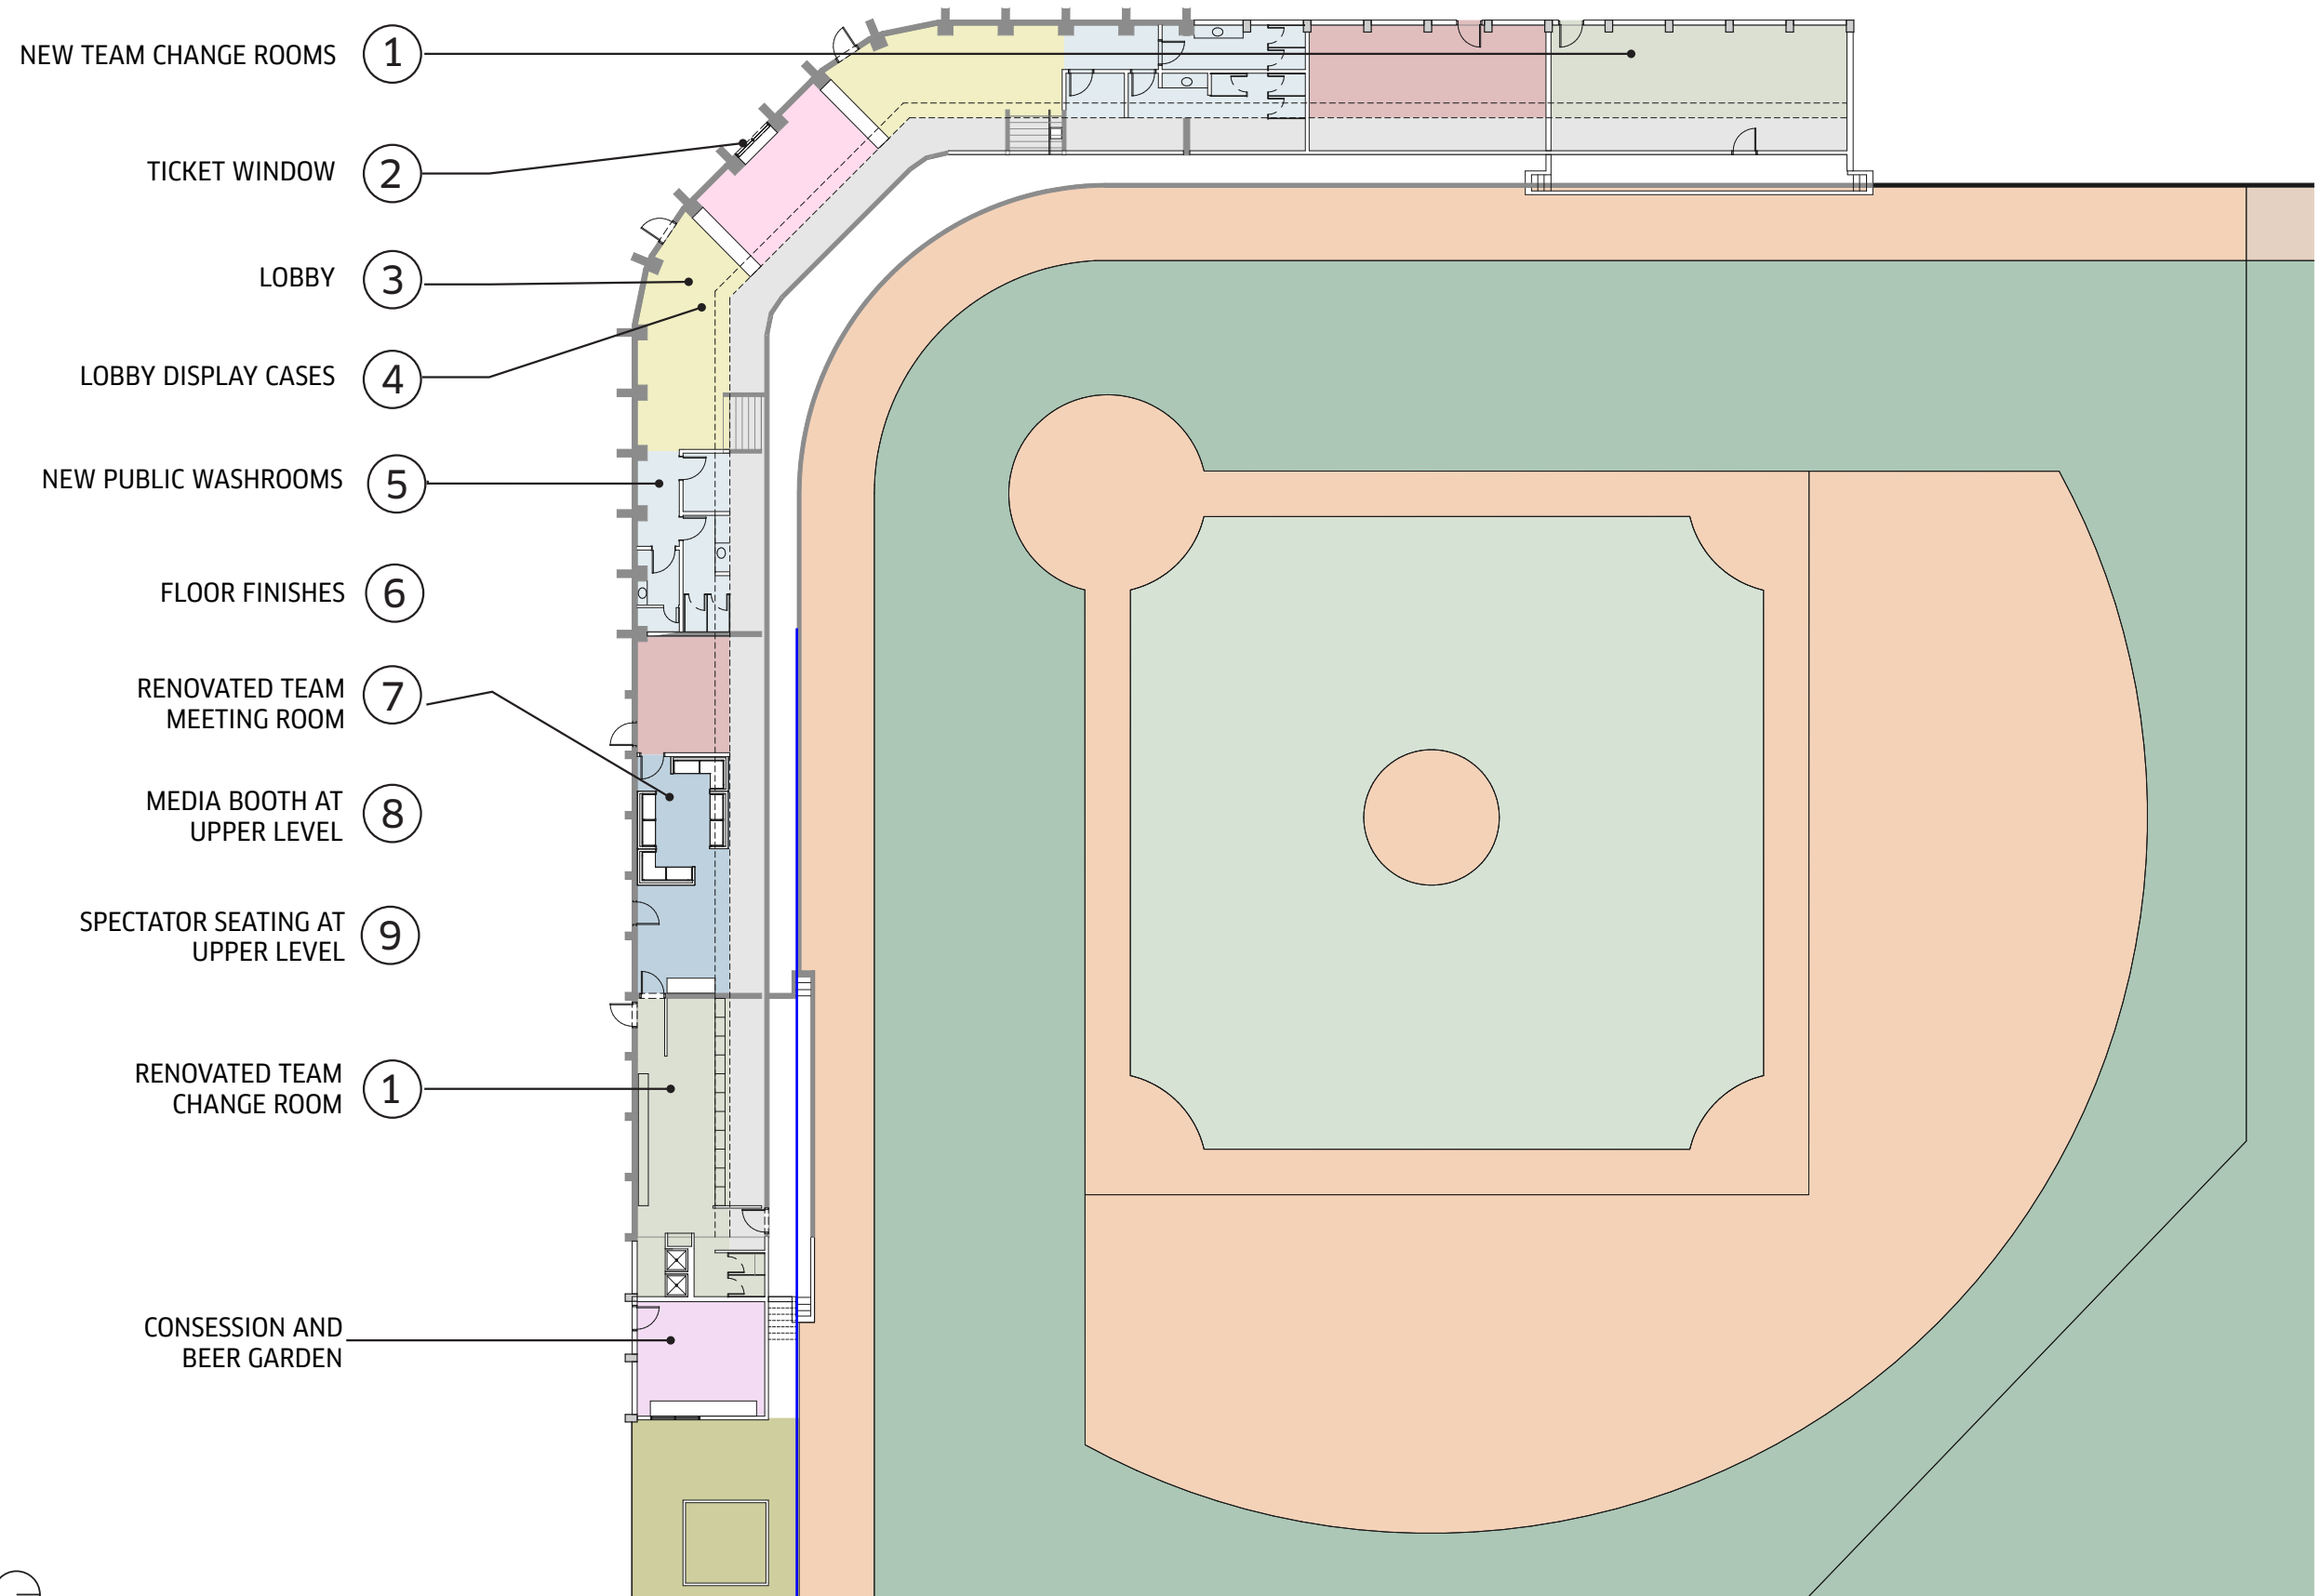 NEW TEAM CHANGE ROOMS 1
TICKET WINDOW 2
LOBBY 3
LOBBY DISPLAY CASES 4
NEW PUBLIC WASHROOMS 5
FLOOR FINISHES 6
RENOVATED TEAM
MEETING ROOM 7
MEDIA BOOTH AT
UPPER LEVEL 8
SPECTATOR SEATING AT
UPPER LEVEL 9
RENOVATED TEAM
CHANGE ROOM 1
CONSESSION AND
BEER GARDEN